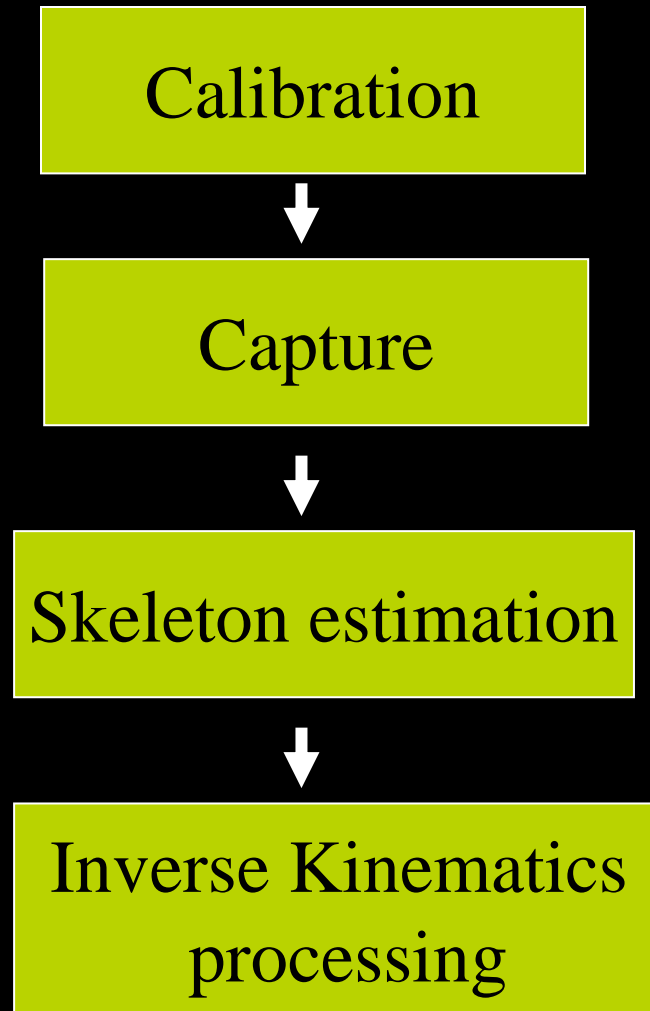 Calibration
Capture
Skeleton estimation
Inverse Kinematics
processing